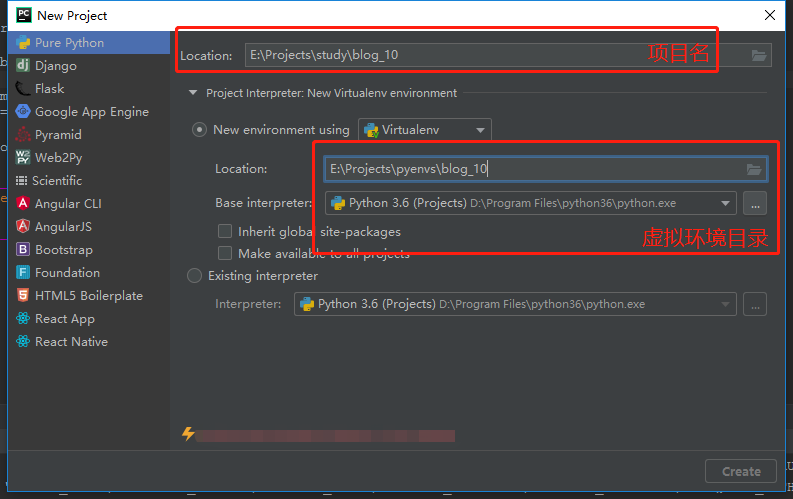 New Project
Pure Python
Django
Flask
Google App Engine
Pyramid
Web2Py
Scientific
Angular CLI
AngularJS
Bootstrap
Foundation
HTML5 Boilerplate
React App
React Native
Location: E:\Projects\study\blog_10 项目名
Project Interpreter: New Virtualenv environment
New environment using Virtualenv
Location: E:\Projects\pyenvs\blog_10
Base interpreter: Python 3.6 (Projects) D:\Program Files\python36\python.exe ...
Inherit global site-packages
虚拟环境目录
Make available to all projects
Existing interpreter
Interpreter: Python 3.6 (Projects) D:\Program Files\python36\python.exe ...
Create